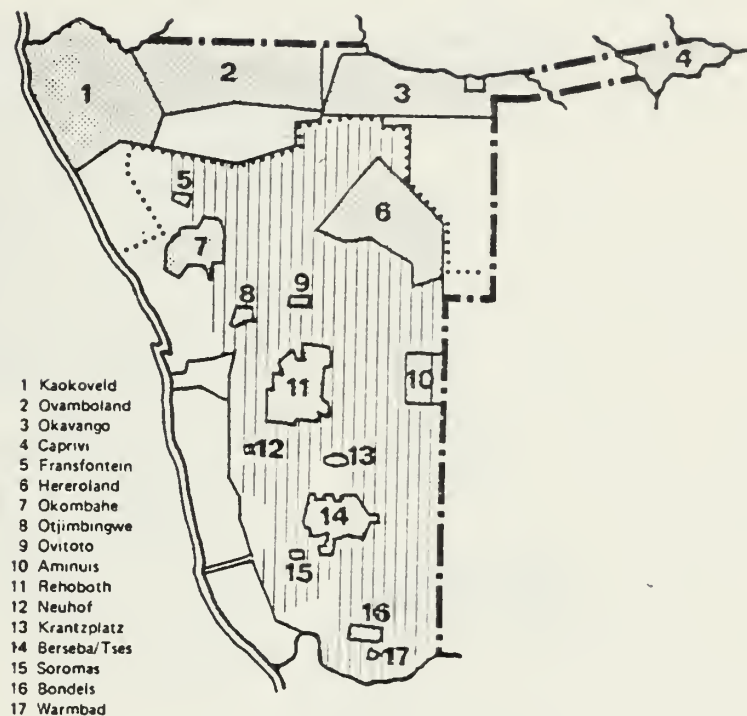 1
2
3
4
5
6
7
8
9
10
11
12
13
14
15
16
17
1 Kaokoveld
2 Ovamboland
3 Okavango
4 Caprivi
5 Fransfontein
6 Hereroland
7 Okombahe
8 Otjimbingwe
9 Ovitoto
10 Aminuis
11 Rehoboth
12 Neuhof
13 Krantzplatz
14 Berseba/Tses
15 Soromas
16 Bondels
17 Warmbad